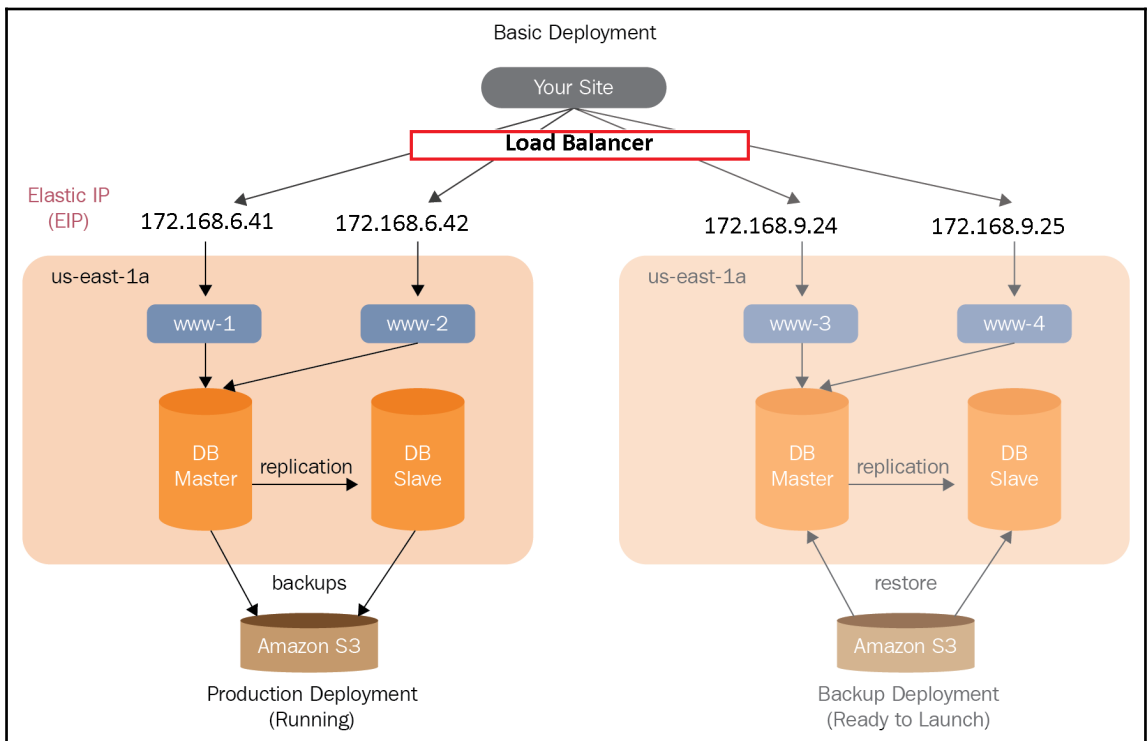 Basic Deployment
Your Site
Load Balancer
Elastic IP
(EIP)
172.168.6.41
172.168.6.42
172.168.9.24
172.168.9.25
us-east-1a
us-east-1a
www-1
www-2
www-3
www-4
DB
Master
replication
DB
Slave
DB
Master
replication
DB
Slave
backups
restore
Amazon S3
Amazon S3
Production Deployment
(Running)
Backup Deployment
(Ready to Launch)